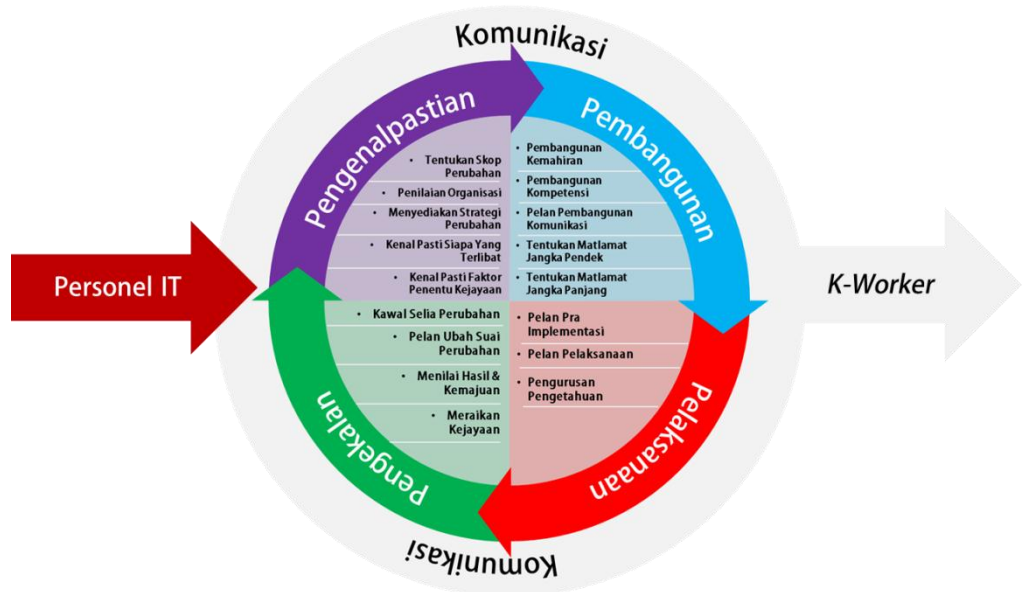 Komunikasi
Pengenalpastian
Pembangunan
• Tentukan Skop
Perubahan
• Penilaian Organisasi
• Menyediakan Strategi
Perubahan
• Kenal Pasti Siapa Yang
Terlibat
• Kenal Pasti Faktor
Penentu Kejayaan
• Pembangunan
Kemahiran
• Pembangunan
Kompetensi
• Pelan Pembangunan
Komunikasi
• Tentukan Matlamat
Jangka Pendek
• Tentukan Matlamat
Jangka Panjang
Personel IT
K-Worker
• Kawal Selia Perubahan
• Pelan Ubah Suai
Perubahan
• Menilai Hasil &
Kemajuan
• Meraikan
Kejayaan
• Pelan Pra
Implementasi
• Pelan Pelaksanaan
• Pengurusan
Pengetahuan
Pengekalan
Pelaksanaan
Komunikasi